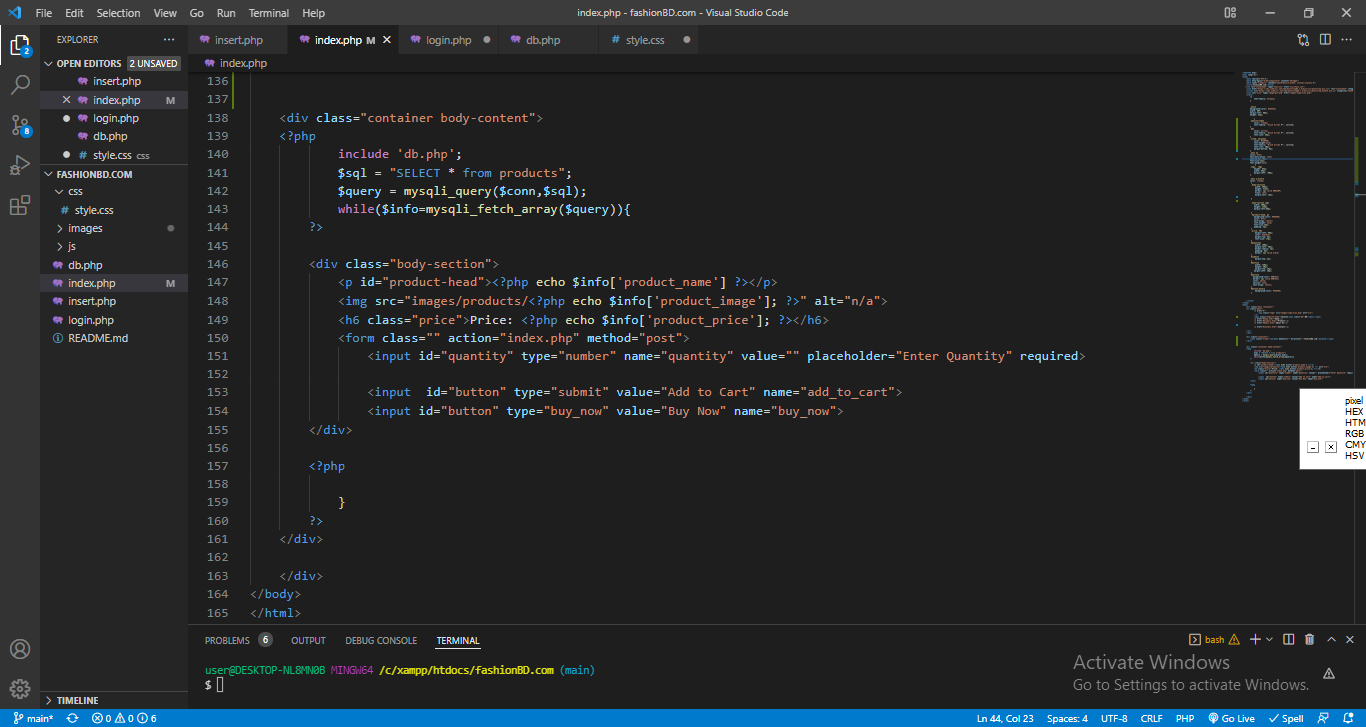 File Edit Selection View Go Run Terminal Help
index.php - fashionBD.com - Visual Studio Code
EXPLORER
insert.php
index.php M
login.php
db.php
style.css
OPEN EDITORS 2 UNSAVED
insert.php
index.php M
login.php
db.php
style.css css
FASHIONBD.COM
css
style.css
images
js
db.php
index.php M
insert.php
login.php
README.md
TIMELINE
2
8
index.php
136
137
138 <div class="container body-content">
139 <?php
140 include 'db.php';
141 $sql = "SELECT * from products";
142 $query = mysqli_query($conn,$sql);
143 while($info=mysqli_fetch_array($query)){
144 ?>
145
146 <div class="body-section">
147 <p id="product-head"><?php echo $info['product_name'] ?></p>
148 <img src="images/products/<?php echo $info['product_image']; ?>" alt="n/a">
149 <h6 class="price">Price: <?php echo $info['product_price']; ?></h6>
150 <form class="" action="index.php" method="post">
151 <input id="quantity" type="number" name="quantity" value="" placeholder="Enter Quantity" required>
152
153 <input  id="button" type="submit" value="Add to Cart" name="add_to_cart">
154 <input id="button" type="buy_now" value="Buy Now" name="buy_now">
155 </div>
156
157 <?php
158
159 }
160 ?>
161 </div>
162
163 </div>
164 </body>
165 </html>
pixel
HEX
HTM
RGB
CMY
HSV
PROBLEMS 6 OUTPUT DEBUG CONSOLE TERMINAL
bash
user@DESKTOP-NL8MN0B MINGW64 /c/xampp/htdocs/fashionBD.com (main)
$
Activate Windows
Go to Settings to activate Windows.
main* 0 0 6
Ln 44, Col 23 Spaces: 4 UTF-8 CRLF PHP Go Live Spell